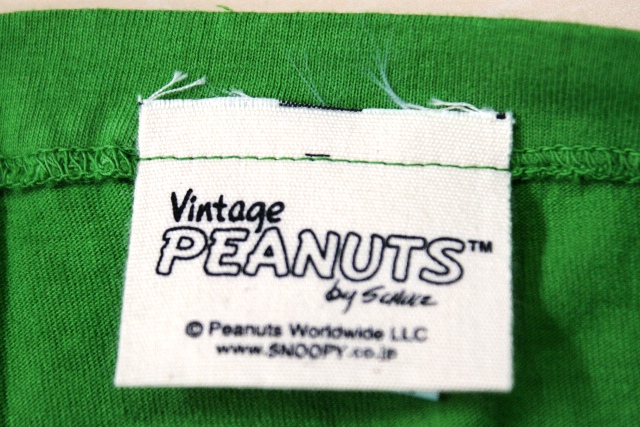 Vintage
PEANUTS™
by Schulz
© Peanuts Worldwide LLC
www.SNOOPY.co.jp